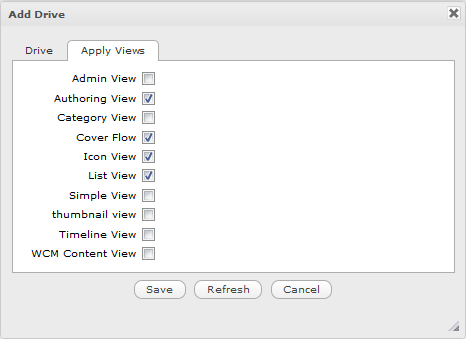 Add Drive
Drive Apply Views
Admin View
Authoring View
Category View
Cover Flow
Icon View
List View
Simple View
thumbnail view
Timeline View
WCM Content View
Save Refresh Cancel